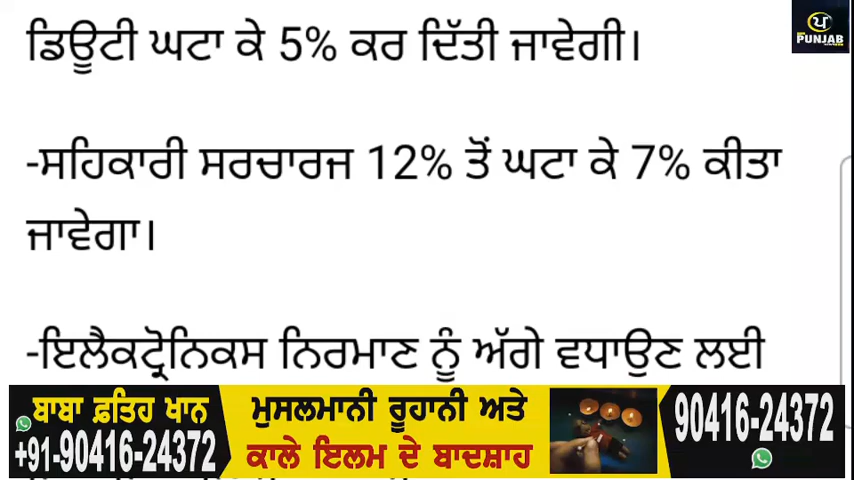 ਪ
PUNJAB
ਡਿਊਟੀ ਘਟਾ ਕੇ 5% ਕਰ ਦਿੱਤੀ ਜਾਵੇਗੀ।
-ਸਹਿਕਾਰੀ ਸਰਚਾਰਜ 12% ਤੋਂ ਘਟਾ ਕੇ 7% ਕੀਤਾ
ਜਾਵੇਗਾ।
-ਇਲੈਕਟ੍ਰੋਨਿਕਸ ਨਿਰਮਾਣ ਨੂੰ ਅੱਗੇ ਵਧਾਉਣ ਲਈ
ਬਾਬਾ ਫ਼ਤਿਹ ਖਾਨ
+91-90416-24372
ਮੁਸਲਮਾਨੀ ਰੂਹਾਨੀ ਅਤੇ
ਕਾਲੇ ਇਲਮ ਦੇ ਬਾਦਸ਼ਾਹ
90416-24372